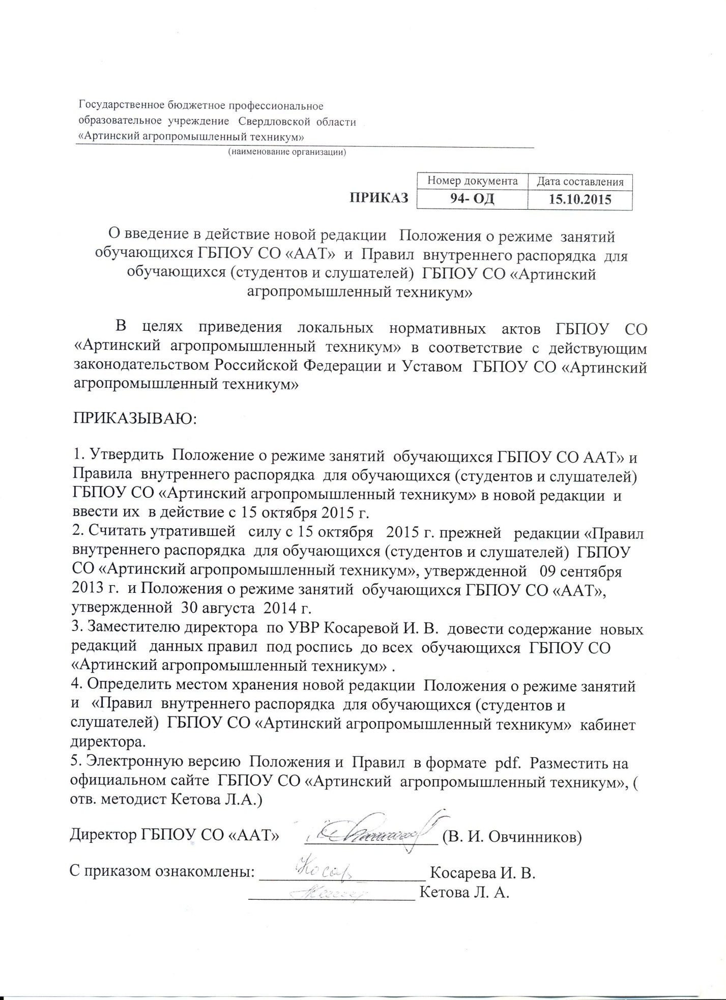 Государственное бюджетное профессиональное
образовательное учреждение Свердловской области
«Артинский агропромышленный техникум»
(наименование организации)
Номер документа Дата составления
ПРИКАЗ 94- ОД 15.10.2015
О введение в действие новой редакции Положения о режиме занятий
обучающихся ГБПОУ СО «ААТ» и Правил внутреннего распорядка для
обучающихся (студентов и слушателей) ГБПОУ СО «Артинский
агропромышленный техникум»
В целях приведения локальных нормативных актов ГБПОУ СО
«Артинский агропромышленный техникум» в соответствие с действующим
законодательством Российской Федерации и Уставом ГБПОУ СО «Артинский
агропромышленный техникум»
ПРИКАЗЫВАЮ:
1. Утвердить Положение о режиме занятий обучающихся ГБПОУ СО ААТ» и
Правила внутреннего распорядка для обучающихся (студентов и слушателей)
ГБПОУ СО «Артинский агропромышленный техникум» в новой редакции и
ввести их в действие с 15 октября 2015 г.
2. Считать утратившей силу с 15 октября 2015 г. прежней редакции «Правил
внутреннего распорядка для обучающихся (студентов и слушателей) ГБПОУ
СО «Артинский агропромышленный техникум», утвержденной 09 сентября
2013 г. и Положения о режиме занятий обучающихся ГБПОУ СО «ААТ»,
утвержденной 30 августа 2014 г.
3. Заместителю директора по УВР Косаревой И. В. довести содержание новых
редакций данных правил под роспись до всех обучающихся ГБПОУ СО
«Артинский агропромышленный техникум» .
4. Определить местом хранения новой редакции Положения о режиме занятий
и «Правил внутреннего распорядка для обучающихся (студентов и
слушателей) ГБПОУ СО «Артинский агропромышленный техникум» кабинет
директора.
5. Электронную версию Положения и Правил в формате pdf. Разместить на
официальном сайте ГБПОУ СО «Артинский агропромышленный техникум», (
отв. методист Кетова Л.А.)
Директор ГБПОУ СО «ААТ» (В. И. Овчинников)
С приказом ознакомлены: Косар Косарева И. В.
Кетова Л. А.